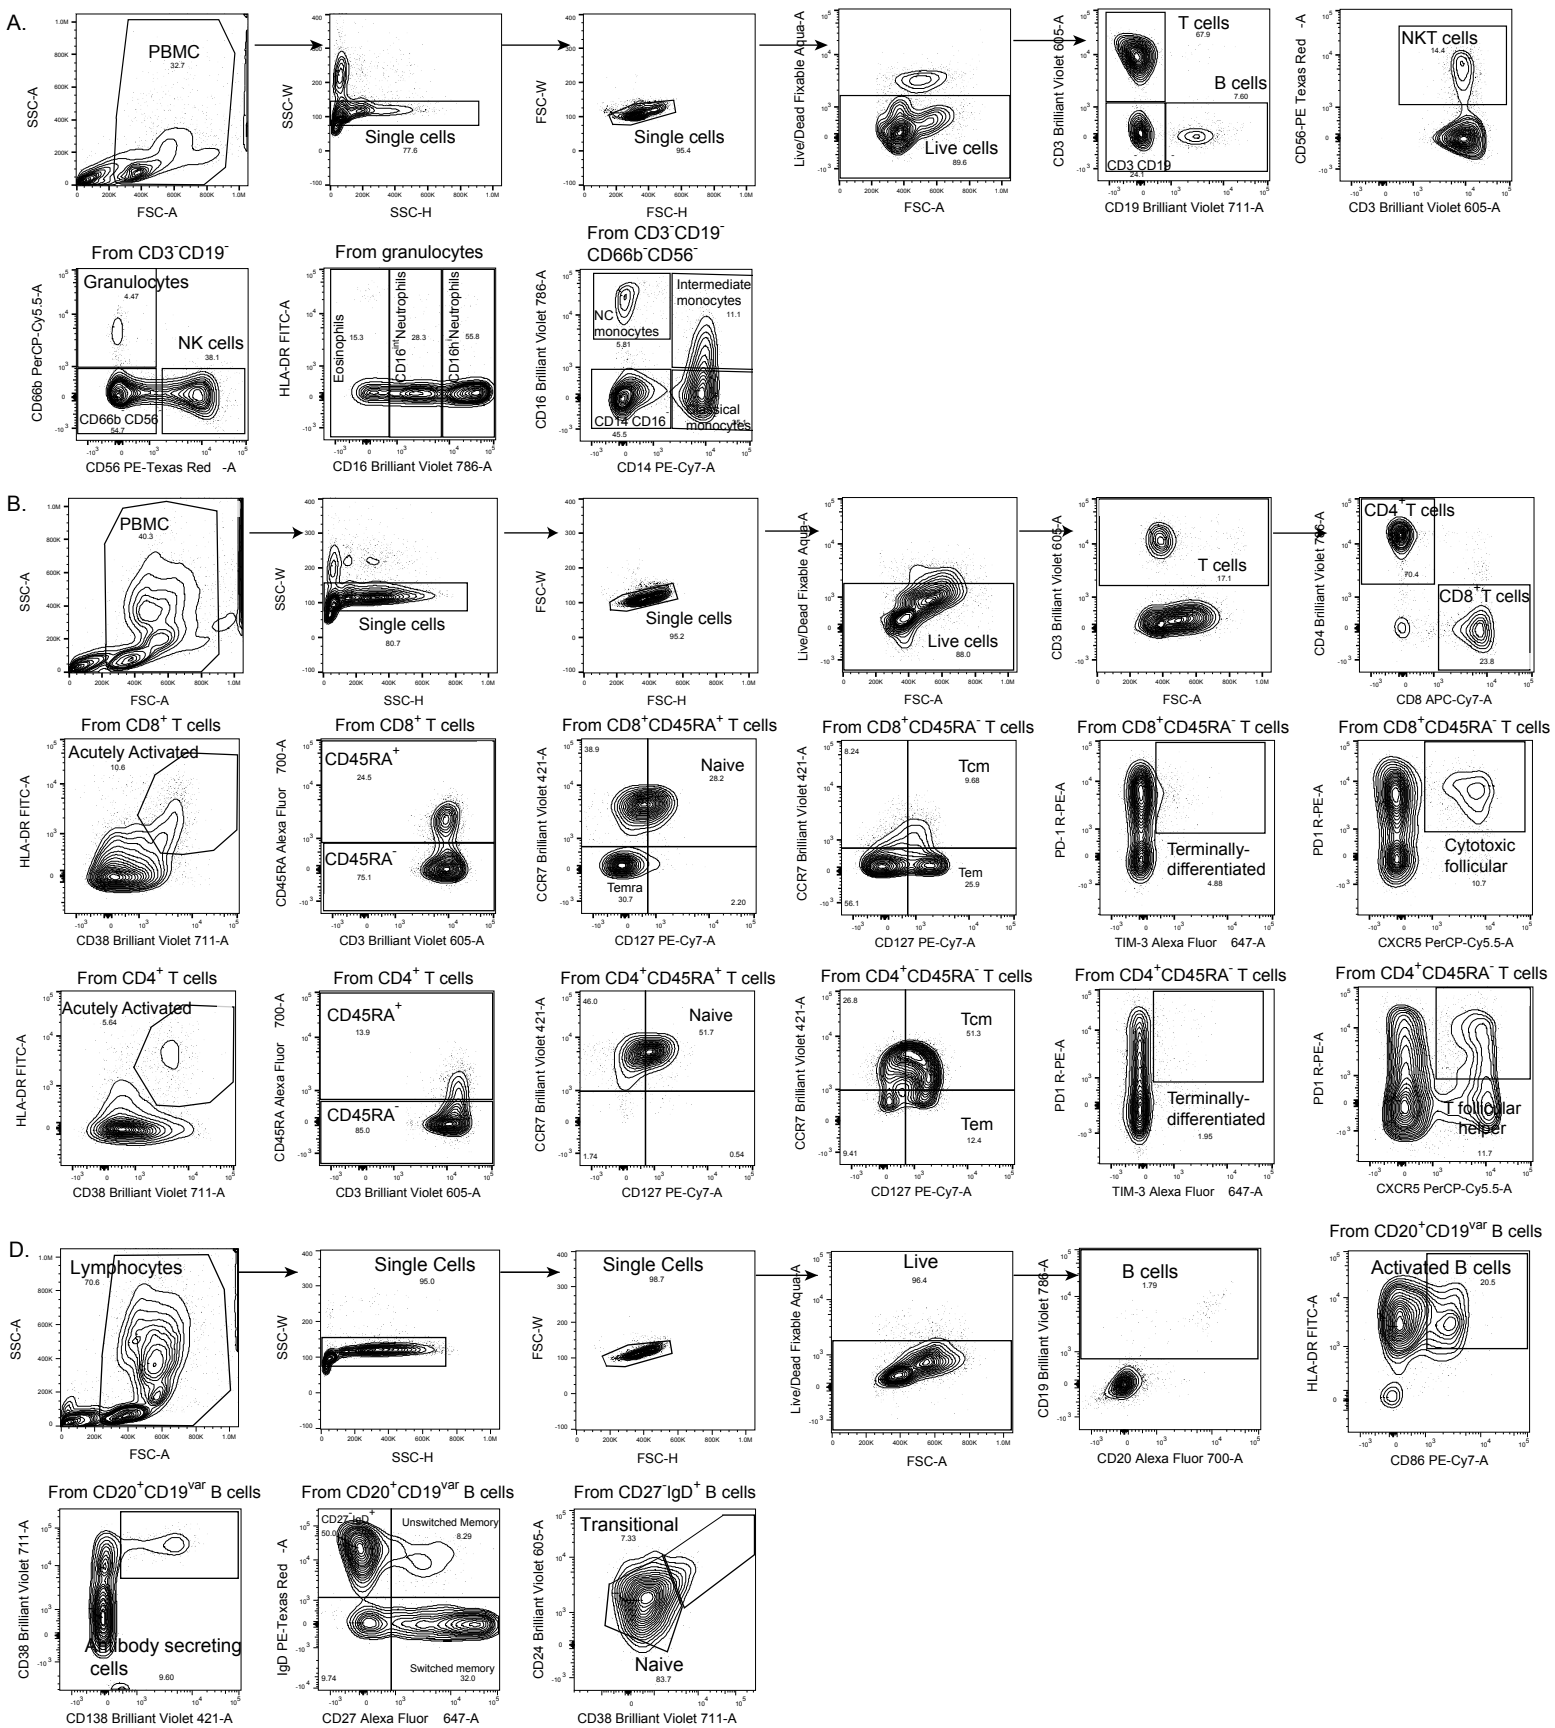 A.
PBMC
32.7
SSC-A
FSC-A
Single cells
77.6
SSC-W
SSC-H
Single cells
95.4
FSC-W
FSC-H
Live cells
89.6
Live/Dead Fixable Aqua-A
FSC-A
T cells
67.9
B cells
7.60
CD3 CD19
24.1
CD3 Brilliant Violet 605-A
CD19 Brilliant Violet 711-A
NKT cells
14.4
CD56-PE Texas Red -A
CD3 Brilliant Violet 605-A
From CD3⁻CD19⁻
Granulocytes
4.47
NK cells
38.1
CD66b CD56
54.7
CD66b PerCP-Cy5.5-A
CD56 PE-Texas Red -A
From granulocytes
Eosinophils
15.3
CD16int Neutrophils
28.3
CD16hi Neutrophils
55.8
HLA-DR FITC-A
CD16 Brilliant Violet 786-A
From CD3⁻CD19⁻
CD66b⁻CD56⁻
NC
monocytes
5.81
Intermediate
monocytes
11.1
CD14 CD16
45.5
Classical
monocytes
CD16 Brilliant Violet 786-A
CD14 PE-Cy7-A
B.
PBMC
40.3
SSC-A
FSC-A
Single cells
80.7
SSC-W
SSC-H
Single cells
95.2
FSC-W
FSC-H
Live cells
88.0
Live/Dead Fixable Aqua-A
FSC-A
T cells
17.1
CD3 Brilliant Violet 605-A
FSC-A
CD4⁺T cells
70.4
CD8⁺T cells
23.8
CD4 Brilliant Violet 786-A
CD8 APC-Cy7-A
From CD8⁺ T cells
Acutely Activated
10.6
HLA-DR FITC-A
CD38 Brilliant Violet 711-A
From CD8⁺ T cells
CD45RA⁺
24.5
CD45RA⁻
75.1
CD45RA Alexa Fluor 700-A
CD3 Brilliant Violet 605-A
From CD8⁺CD45RA⁺ T cells
38.9
Naive
28.2
Temra
30.7
2.20
CCR7 Brilliant Violet 421-A
CD127 PE-Cy7-A
From CD8⁺CD45RA⁻ T cells
8.24
Tcm
9.68
Tem
25.9
56.1
CCR7 Brilliant Violet 421-A
CD127 PE-Cy7-A
From CD8⁺CD45RA⁻ T cells
Terminally-
differentiated
4.88
PD-1 R-PE-A
TIM-3 Alexa Fluor 647-A
From CD8⁺CD45RA⁻ T cells
Cytotoxic
follicular
10.7
PD1 R-PE-A
CXCR5 PerCP-Cy5.5-A
From CD4⁺ T cells
Acutely Activated
5.64
HLA-DR FITC-A
CD38 Brilliant Violet 711-A
From CD4⁺ T cells
CD45RA⁺
13.9
CD45RA⁻
85.0
CD45RA Alexa Fluor 700-A
CD3 Brilliant Violet 605-A
From CD4⁺CD45RA⁺ T cells
46.0
Naive
51.7
1.74
0.54
CCR7 Brilliant Violet 421-A
CD127 PE-Cy7-A
From CD4⁺CD45RA⁻ T cells
26.8
Tcm
51.3
Tem
12.4
9.41
CCR7 Brilliant Violet 421-A
CD127 PE-Cy7-A
From CD4⁺CD45RA⁻ T cells
Terminally-
differentiated
1.95
PD1 R-PE-A
TIM-3 Alexa Fluor 647-A
From CD4⁺CD45RA⁻ T cells
T follicular
helper
11.7
PD1 R-PE-A
CXCR5 PerCP-Cy5.5-A
D.
Lymphocytes
70.6
SSC-A
FSC-A
Single Cells
95.0
SSC-W
SSC-H
Single Cells
98.7
FSC-W
FSC-H
Live
96.4
Live/Dead Fixable Aqua-A
FSC-A
B cells
1.79
CD19 Brilliant Violet 786-A
CD20 Alexa Fluor 700-A
From CD20⁺CD19var B cells
Activated B cells
20.5
HLA-DR FITC-A
CD86 PE-Cy7-A
From CD20⁺CD19var B cells
Antibody secreting
cells
9.60
CD38 Brilliant Violet 711-A
CD138 Brilliant Violet 421-A
From CD20⁺CD19var B cells
CD27⁻IgD⁺
50.0
Unswitched Memory
8.29
9.74
Switched memory
32.0
IgD PE-Texas Red -A
CD27 Alexa Fluor 647-A
From CD27⁻IgD⁺ B cells
Transitional
7.33
Naive
83.7
CD24 Brilliant Violet 605-A
CD38 Brilliant Violet 711-A